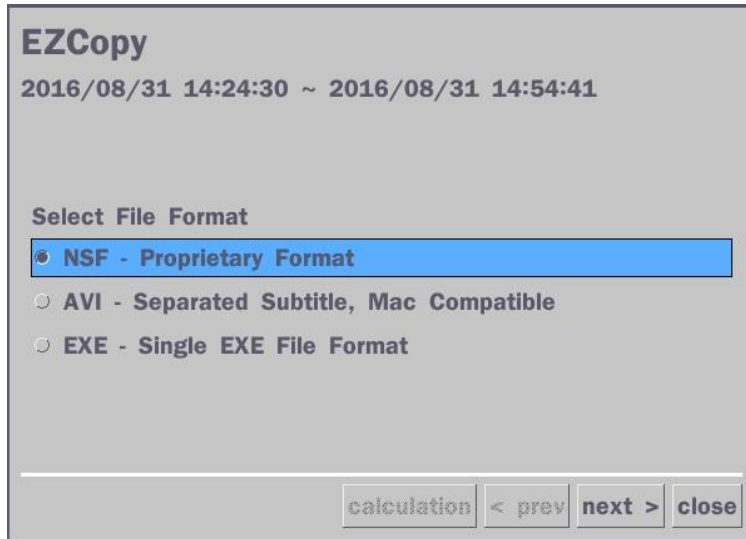 EZCopy
2016/08/31 14:24:30 ~ 2016/08/31 14:54:41
Select File Format
NSF - Proprietary Format
AVI - Separated Subtitle, Mac Compatible
EXE - Single EXE File Format
calculation < prev next > close